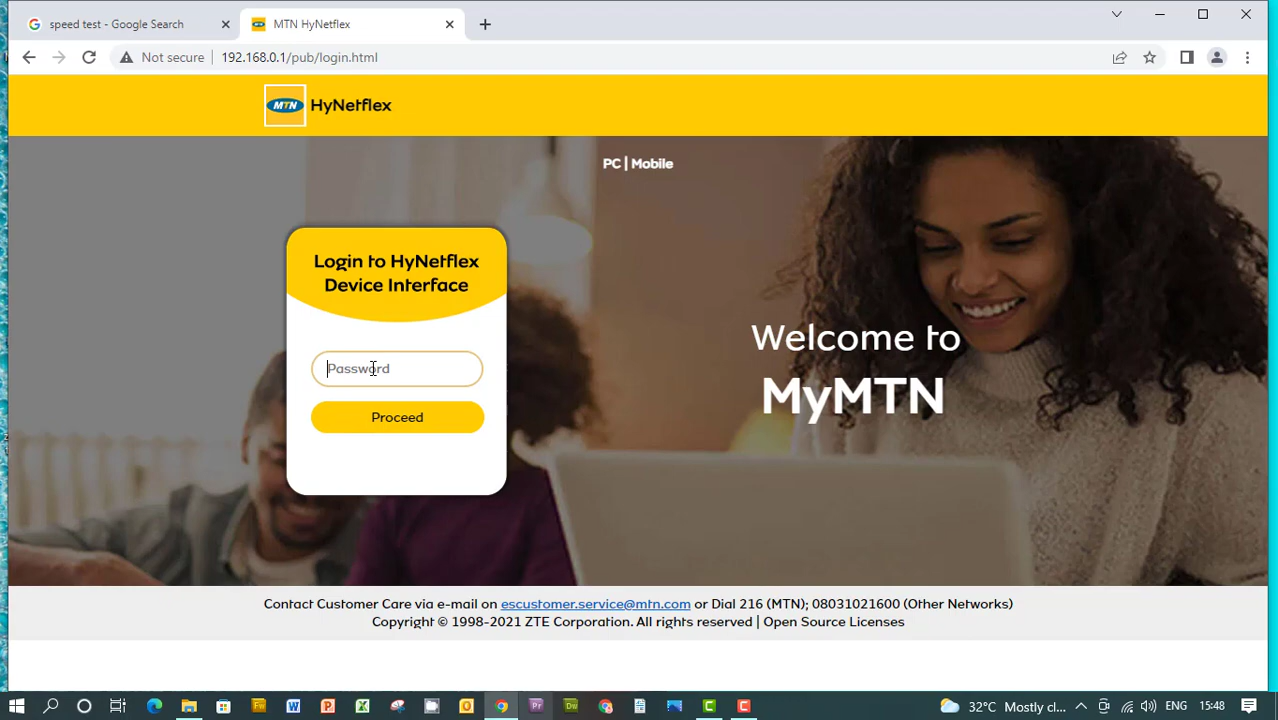 speed test - Google Search
MTN HyNetflex
Not secure
192.168.0.1/pub/login.html
MTN HyNetflex
PC | Mobile
Login to HyNetflex
Device Interface
Password
Proceed
Welcome to
MyMTN
Contact Customer Care via e-mail on escustomer.service@mtn.com or Dial 216 (MTN); 08031021600 (Other Networks)
Copyright © 1998-2021 ZTE Corporation. All rights reserved | Open Source Licenses
32°C Mostly cl... ENG 15:48